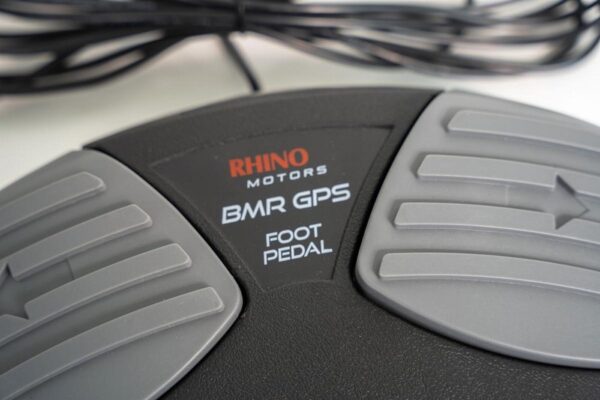 RHINO
MOTORS
BMR GPS
FOOT
PEDAL